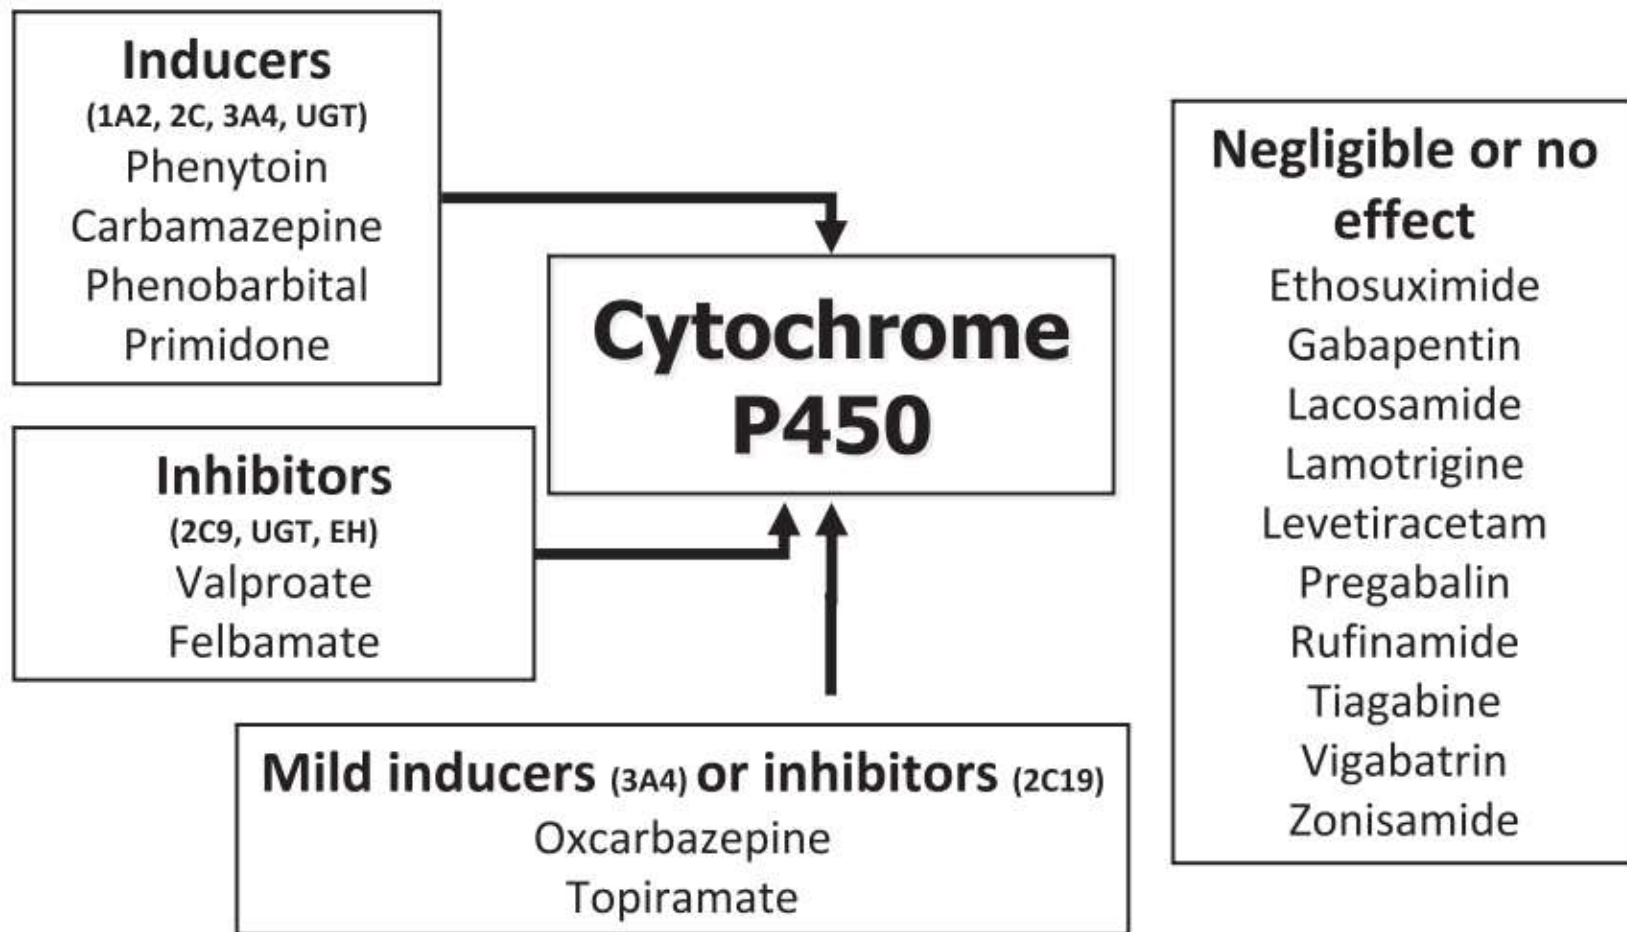 Inducers
(1A2, 2C, 3A4, UGT)
Phenytoin
Carbamazepine
Phenobarbital
Primidone
Inhibitors
(2C9, UGT, EH)
Valproate
Felbamate
Cytochrome
P450
Mild inducers (3A4) or inhibitors (2C19)
Oxcarbazepine
Topiramate
Negligible or no
effect
Ethosuximide
Gabapentin
Lacosamide
Lamotrigine
Levetiracetam
Pregabalin
Rufinamide
Tiagabine
Vigabatrin
Zonisamide